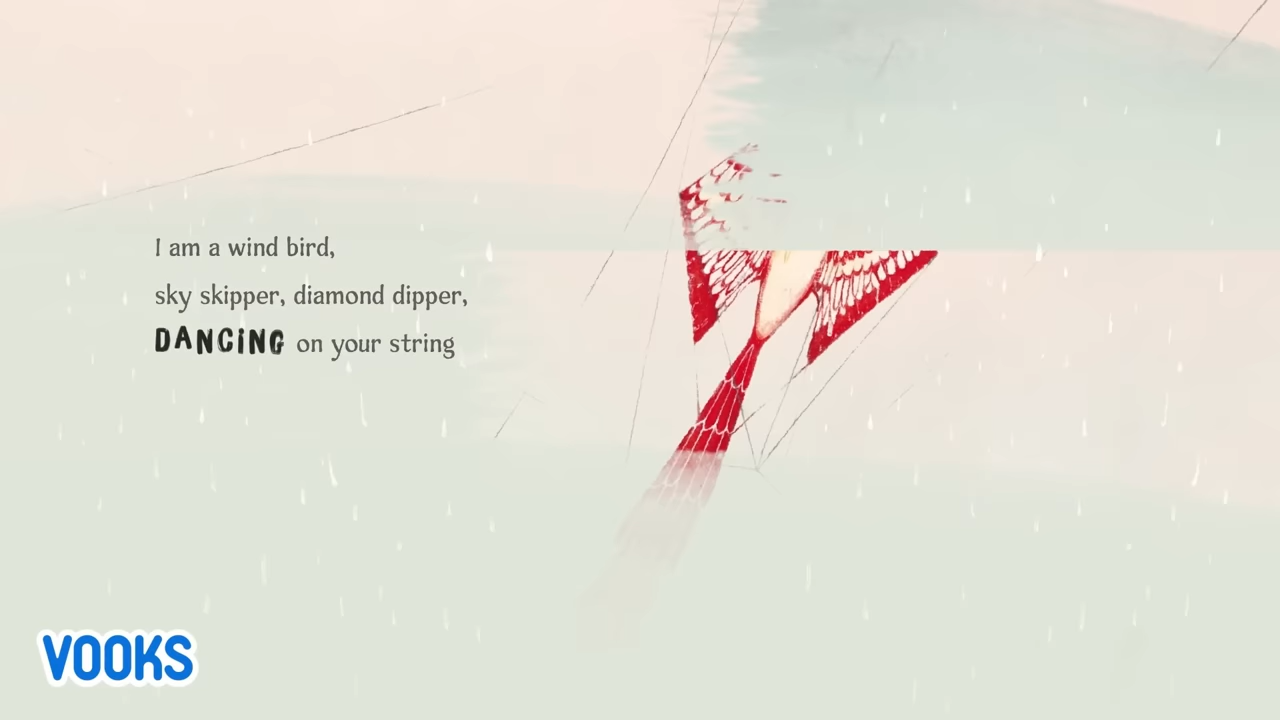 I am a wind bird,
sky skipper, diamond dipper,
DANCiNG on your string
VOOKS